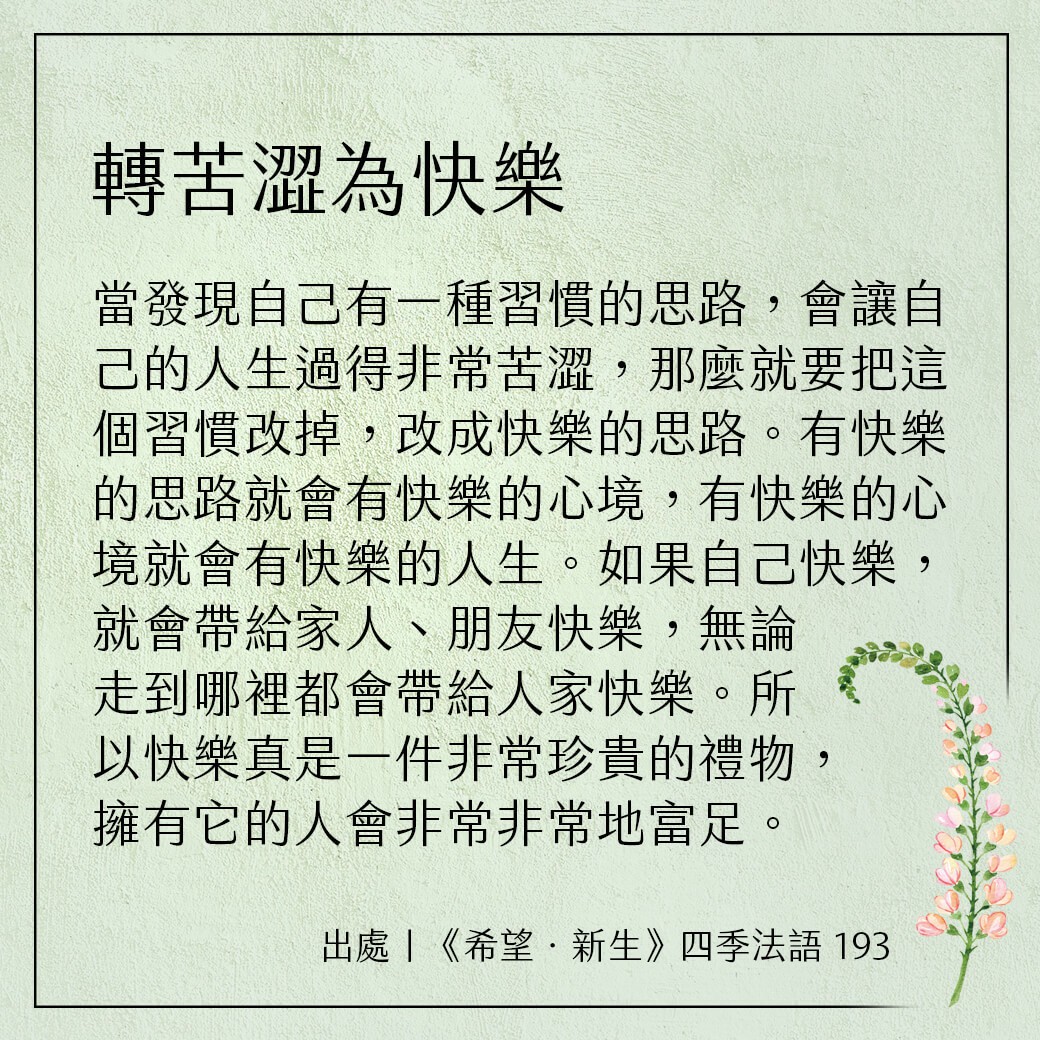 轉苦澀為快樂
當發現自己有一種習慣的思路，會讓自
己的人生過得非常苦澀，那麼就要把這
個習慣改掉，改成快樂的思路。有快樂
的思路就會有快樂的心境，有快樂的心
境就會有快樂的人生。如果自己快樂，
就會帶給家人、朋友快樂，無論
走到哪裡都會帶給人家快樂。所
以快樂真是一件非常珍貴的禮物，
擁有它的人會非常非常地富足。
出處｜《希望．新生》四季法語 193